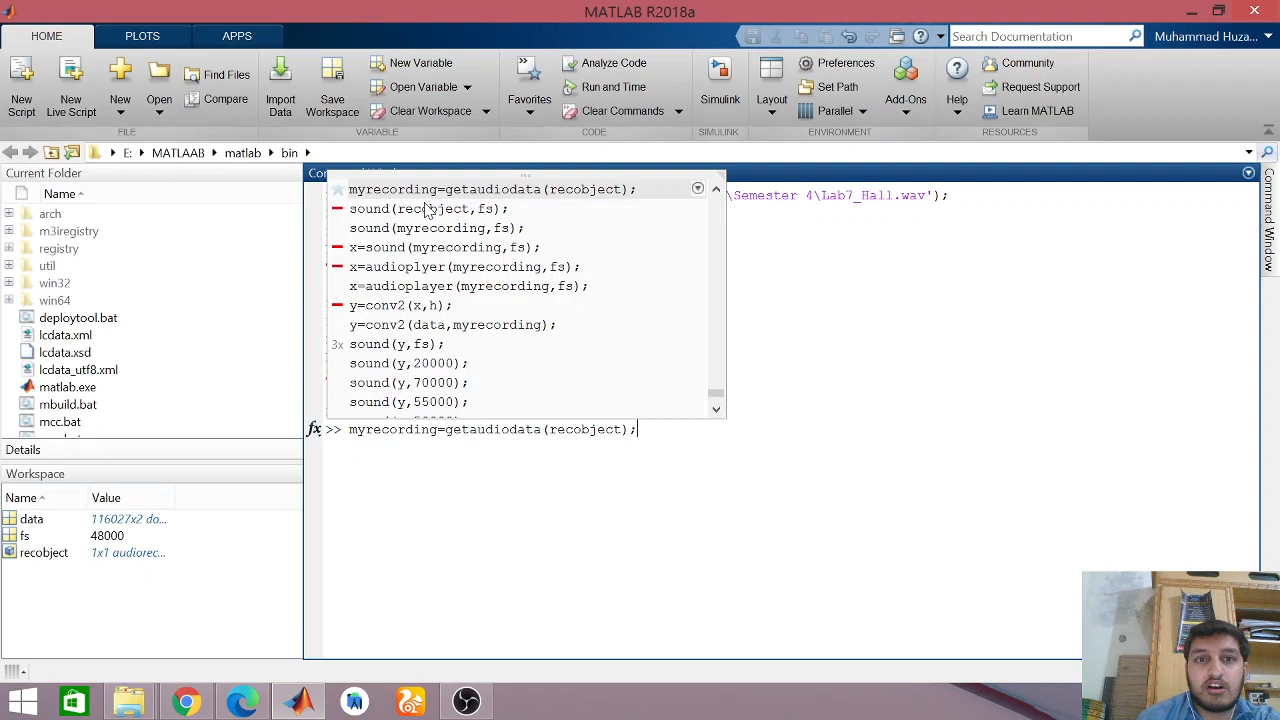 MATLAB R2018a
HOME
PLOTS
APPS
Search Documentation
Muhammad Huza...
New Script
New Live Script
New
Open
Find Files
Compare
FILE
Import Data
Save Workspace
New Variable
Open Variable
Clear Workspace
VARIABLE
Favorites
Analyze Code
Run and Time
Clear Commands
CODE
Simulink
SIMULINK
Layout
Preferences
Set Path
Parallel
Add-Ons
ENVIRONMENT
Help
Community
Request Support
Learn MATLAB
RESOURCES
E: MATLAAB matlab bin
Current Folder
Name
arch
m3iregistry
registry
util
win32
win64
deploytool.bat
lcdata.xml
lcdata.xsd
lcdata_utf8.xml
matlab.exe
mbuild.bat
mcc.bat
Details
Workspace
Name Value
data 116027x2 do...
fs 48000
recobject 1x1 audiorec...
\Semester 4\Lab7_Hall.wav');
myrecording=getaudiodata(recobject);
sound(recobject,fs);
sound(myrecording,fs);
x=sound(myrecording,fs);
x=audioplyer(myrecording,fs);
x=audioplayer(myrecording,fs);
y=conv2(x,h);
y=conv2(data,myrecording);
3x sound(y,fs);
sound(y,20000);
sound(y,70000);
sound(y,55000);
fx >> myrecording=getaudiodata(recobject);
Command Window